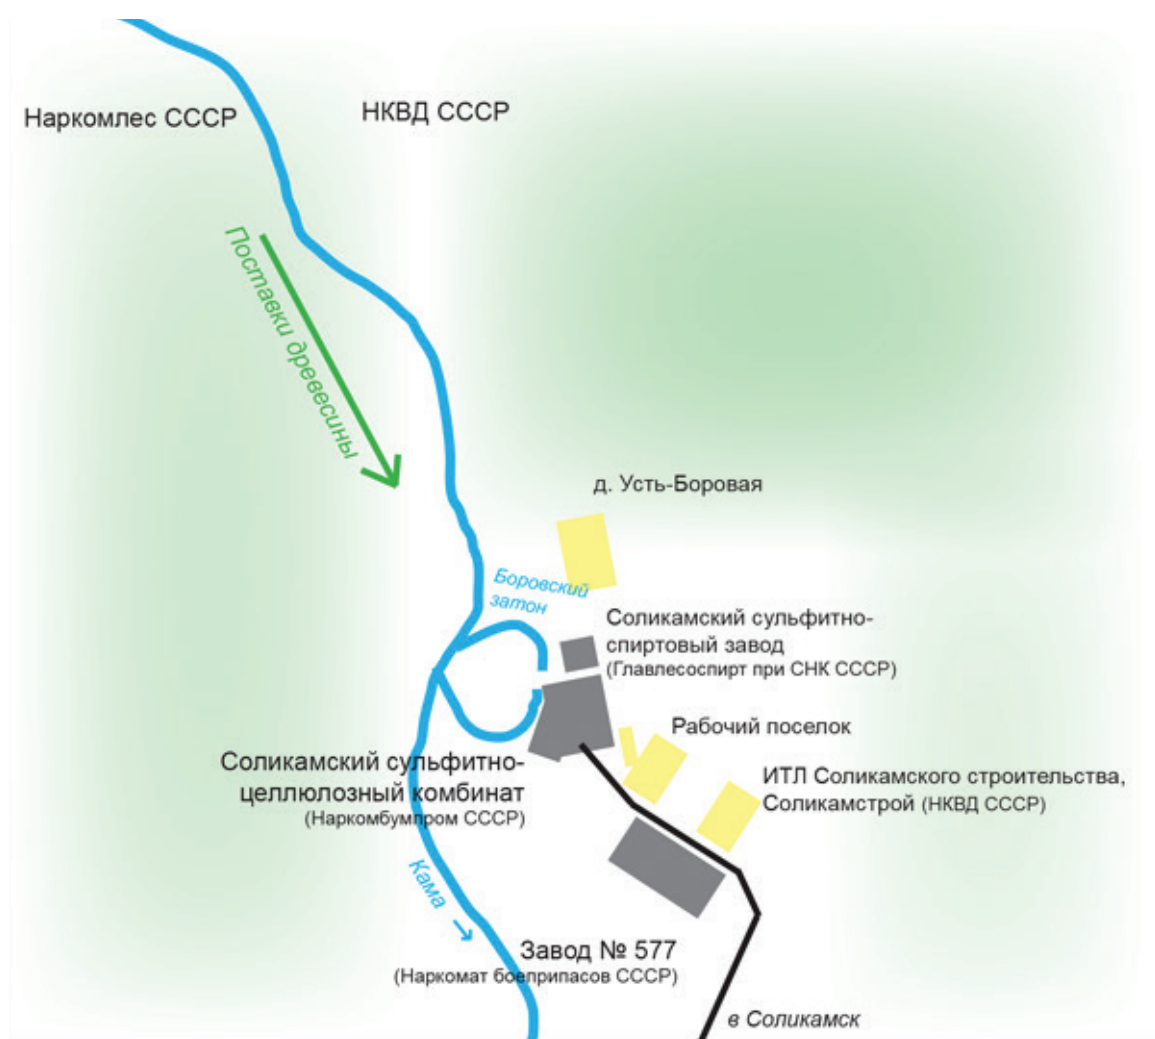 Наркомлес СССР
НКВД СССР
Поставки древесины
д. Усть-Боровая
Боровский
затон
Соликамский сульфитно-
спиртовый завод
(Главлесоспирт при СНК СССР)
Рабочий поселок
Соликамский сульфитно-
целлюлозный комбинат
(Наркомбумпром СССР)
ИТЛ Соликамского строительства,
Соликамстрой (НКВД СССР)
Кама
Завод № 577
(Наркомат боеприпасов СССР)
в Соликамск